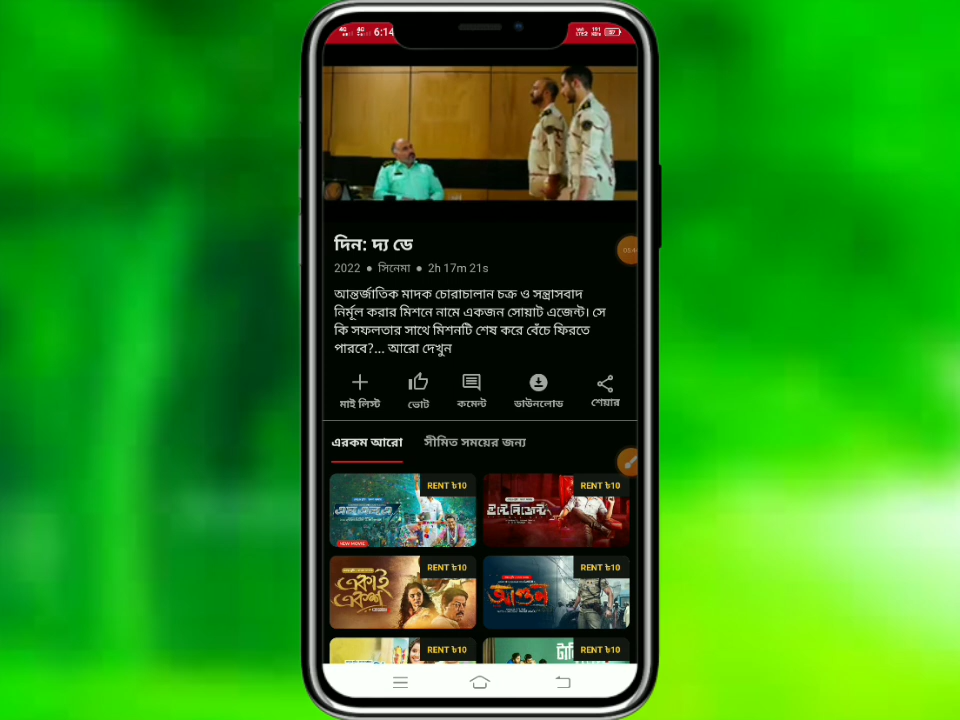 6:14
দিন: দ্য ডে
2022 ● সিনেমা ● 2h 17m 21s
আন্তর্জাতিক মাদক চোরাচালান চক্র ও সন্ত্রাসবাদ
নির্মূল করার মিশনে নামে একজন সোয়াট এজেন্ট। সে
কি সফলতার সাথে মিশনটি শেষ করে বেঁচে ফিরতে
পারবে?... আরো দেখুন
মাই লিস্ট ভোট কমেন্ট ডাউনলোড শেয়ার
এরকম আরো সীমিত সময়ের জন্য
RENT ৳10 RENT ৳10
NEW MOVIE
RENT ৳10 RENT ৳10
একাই একশ আগুন
RENT ৳10 RENT ৳10